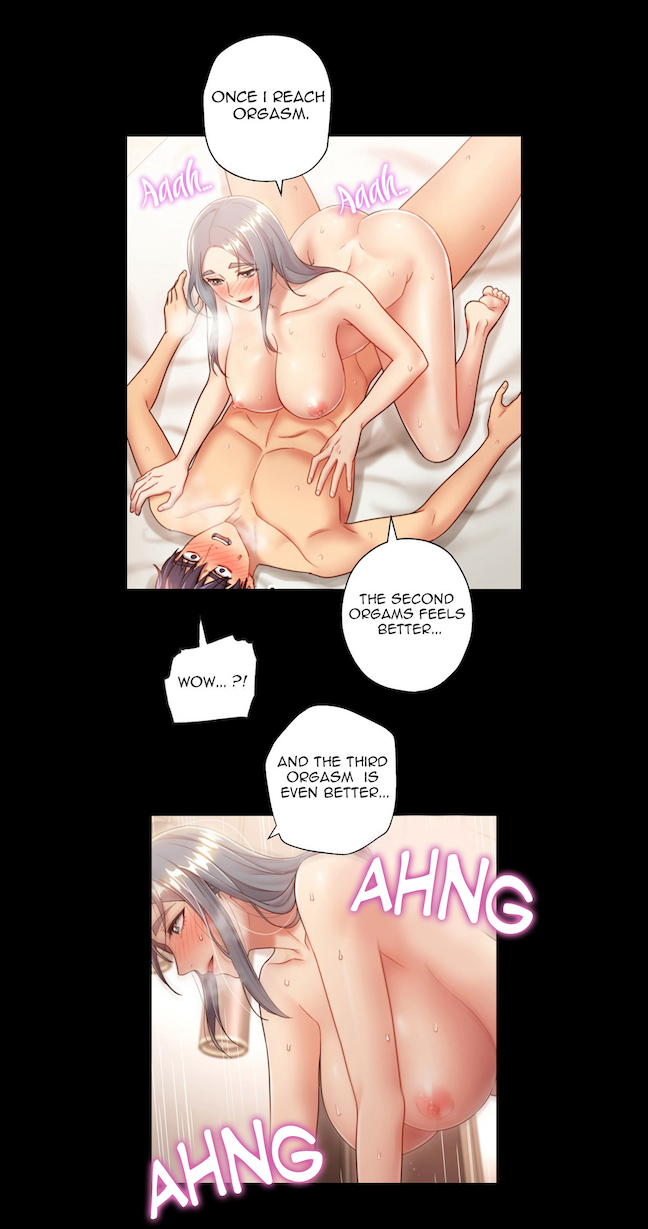 ONCE I REACH
ORGASM.
Aaah...
Aaah...
THE SECOND
ORGAMS FEELS
BETTER...
WOW... ?!
AND THE THIRD
ORGASM IS
EVEN BETTER...
AHNG
AHNG